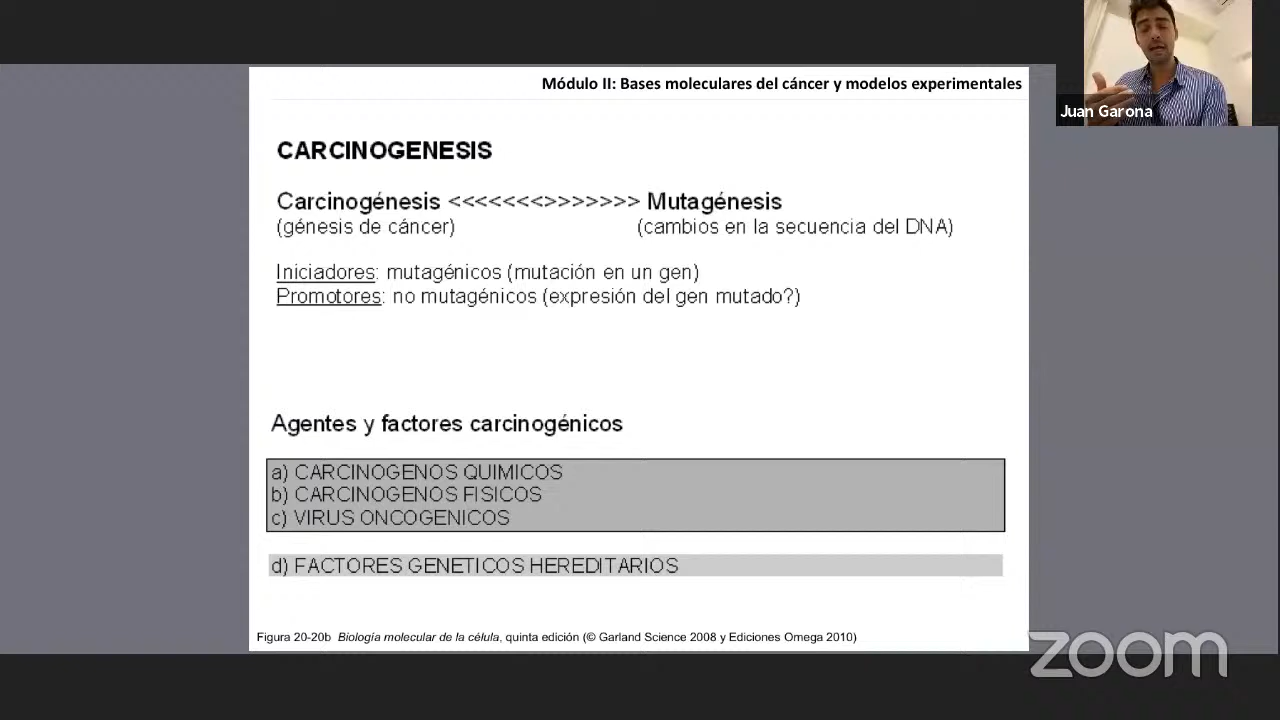 Módulo II: Bases moleculares del cáncer y modelos experimentales
Juan Garona
CARCINOGENESIS
Carcinogénesis <<<<<<<>>>>>>> Mutagénesis
(génesis de cáncer) (cambios en la secuencia del DNA)
Iniciadores: mutagénicos (mutación en un gen)
Promotores: no mutagénicos (expresión del gen mutado?)
Agentes y factores carcinogénicos
a) CARCINOGENOS QUIMICOS
b) CARCINOGENOS FISICOS
c) VIRUS ONCOGENICOS
d) FACTORES GENETICOS HEREDITARIOS
Figura 20-20b Biología molecular de la célula, quinta edición (© Garland Science 2008 y Ediciones Omega 2010)
zoom